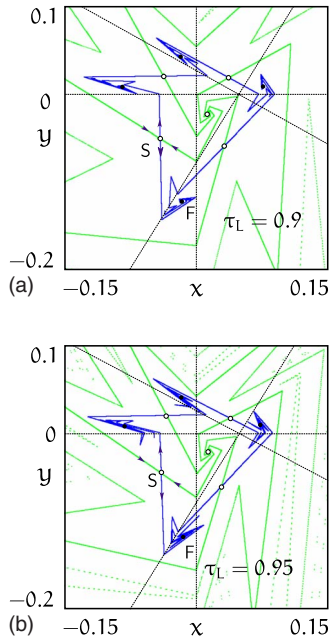 0.1
0
y
S
F
τL = 0.9
-0.2
(a)
-0.15 x 0.15
0.1
0
y
S
F
τL = 0.95
-0.2
(b)
-0.15 x 0.15